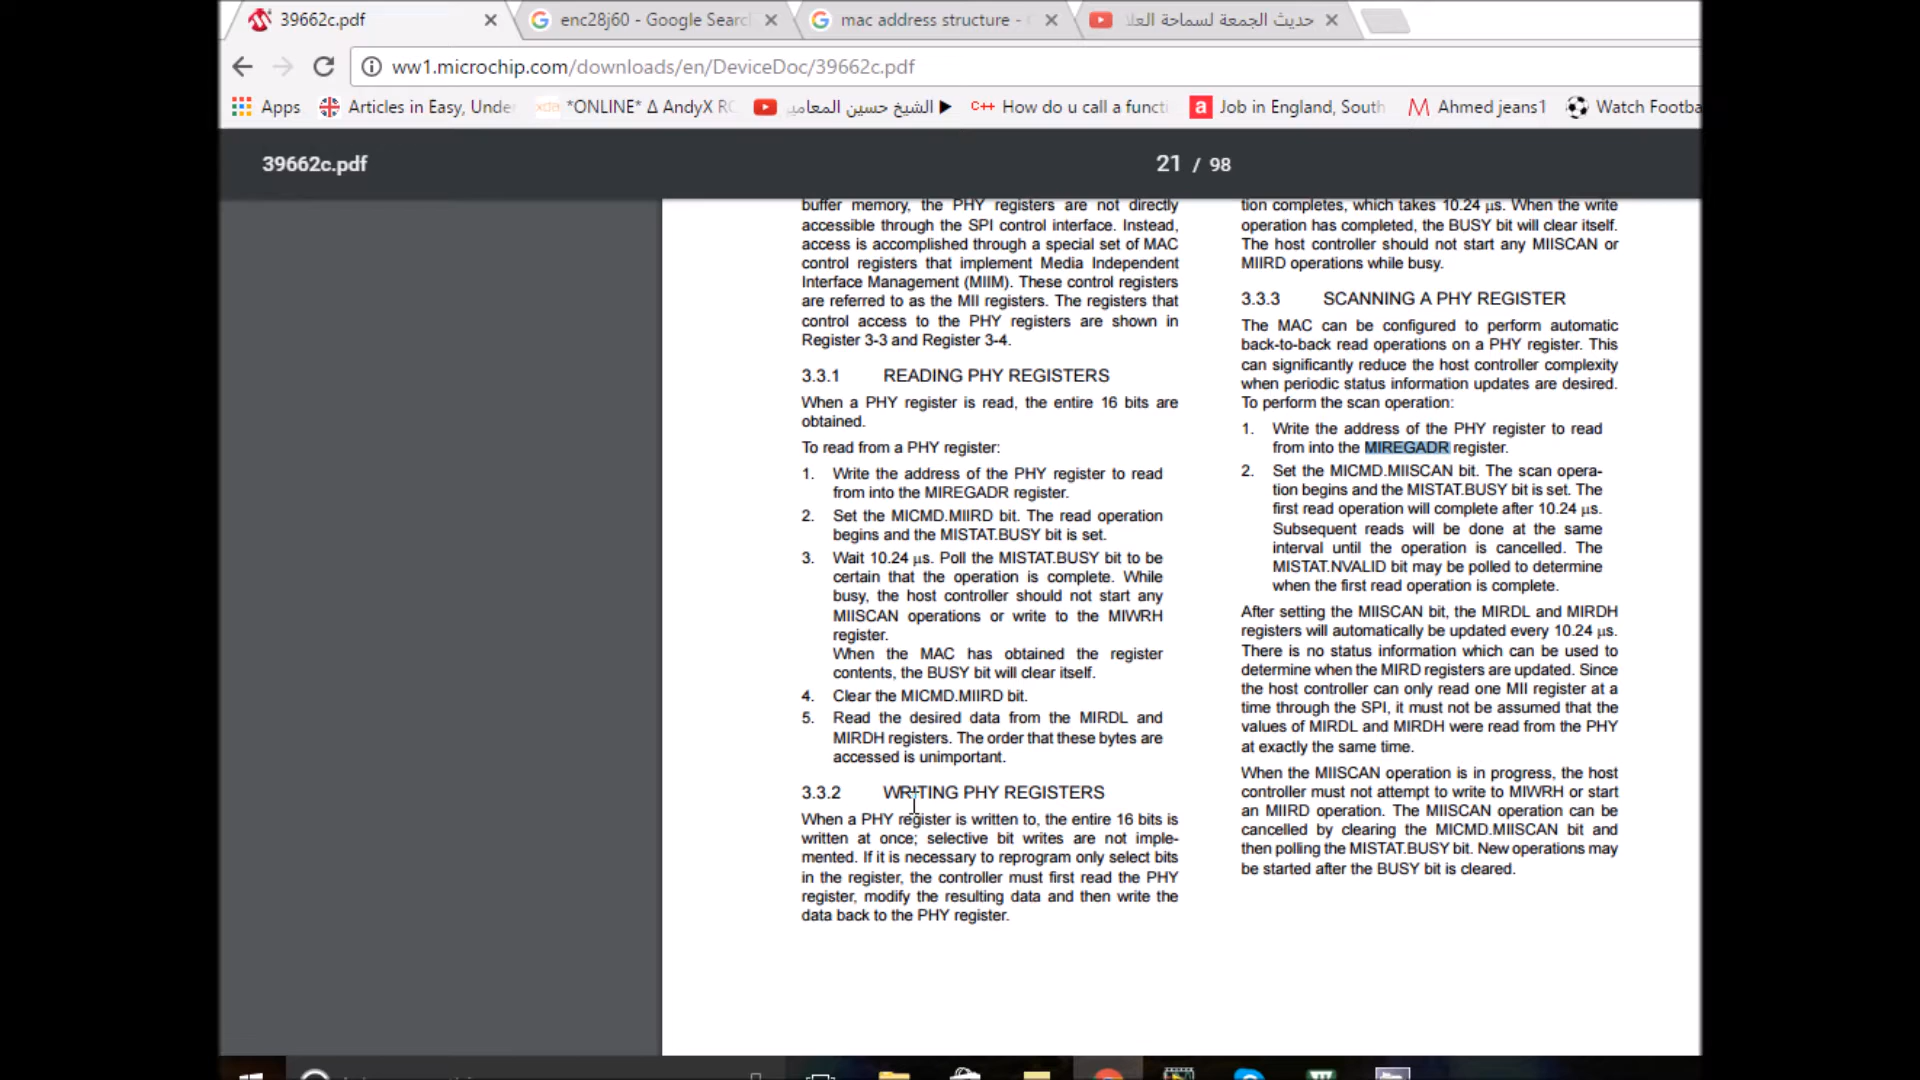 39662c.pdf
enc28j60 - Google Searc
mac address structure -
حديث الجمعة لسماحة العلا
ww1.microchip.com/downloads/en/DeviceDoc/39662c.pdf
Apps
Articles in Easy, Unde
*ONLINE* Δ AndyX RO
الشيخ حسين المعامير
C++ How do u call a functi
a Job in England, South
Ahmed jeans1
Watch Footba
39662c.pdf
21 / 98
buffer memory, the PHY registers are not directly
accessible through the SPI control interface. Instead,
access is accomplished through a special set of MAC
control registers that implement Media Independent
Interface Management (MIIM). These control registers
are referred to as the MII registers. The registers that
control access to the PHY registers are shown in
Register 3-3 and Register 3-4.
3.3.1 READING PHY REGISTERS
When a PHY register is read, the entire 16 bits are
obtained.
To read from a PHY register:
1. Write the address of the PHY register to read
from into the MIREGADR register.
2. Set the MICMD.MIIRD bit. The read operation
begins and the MISTAT.BUSY bit is set.
3. Wait 10.24 μs. Poll the MISTAT.BUSY bit to be
certain that the operation is complete. While
busy, the host controller should not start any
MIISCAN operations or write to the MIWRH
register.
When the MAC has obtained the register
contents, the BUSY bit will clear itself.
4. Clear the MICMD.MIIRD bit.
5. Read the desired data from the MIRDL and
MIRDH registers. The order that these bytes are
accessed is unimportant.
3.3.2 WRITING PHY REGISTERS
When a PHY register is written to, the entire 16 bits is
written at once; selective bit writes are not imple-
mented. If it is necessary to reprogram only select bits
in the register, the controller must first read the PHY
register, modify the resulting data and then write the
data back to the PHY register.
tion completes, which takes 10.24 μs. When the write
operation has completed, the BUSY bit will clear itself.
The host controller should not start any MIISCAN or
MIIRD operations while busy.
3.3.3 SCANNING A PHY REGISTER
The MAC can be configured to perform automatic
back-to-back read operations on a PHY register. This
can significantly reduce the host controller complexity
when periodic status information updates are desired.
To perform the scan operation:
1. Write the address of the PHY register to read
from into the MIREGADR register.
2. Set the MICMD.MIISCAN bit. The scan opera-
tion begins and the MISTAT.BUSY bit is set. The
first read operation will complete after 10.24 μs.
Subsequent reads will be done at the same
interval until the operation is cancelled. The
MISTAT.NVALID bit may be polled to determine
when the first read operation is complete.
After setting the MIISCAN bit, the MIRDL and MIRDH
registers will automatically be updated every 10.24 μs.
There is no status information which can be used to
determine when the MIRD registers are updated. Since
the host controller can only read one MII register at a
time through the SPI, it must not be assumed that the
values of MIRDL and MIRDH were read from the PHY
at exactly the same time.
When the MIISCAN operation is in progress, the host
controller must not attempt to write to MIWRH or start
an MIIRD operation. The MIISCAN operation can be
cancelled by clearing the MICMD.MIISCAN bit and
then polling the MISTAT.BUSY bit. New operations may
be started after the BUSY bit is cleared.